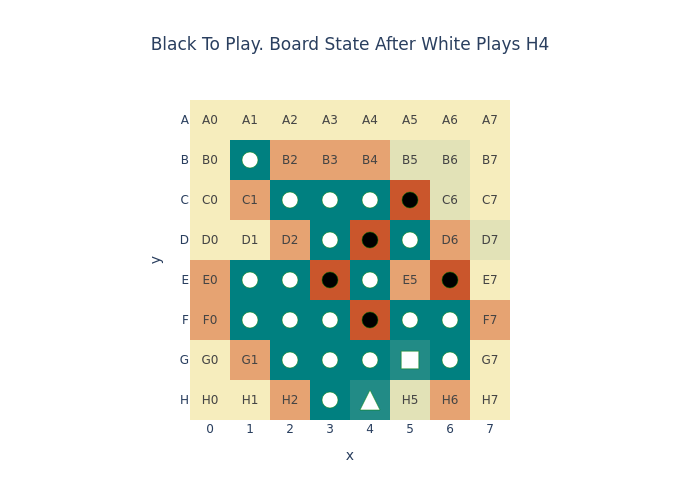 Black To Play. Board State After White Plays H4
A A0 A1 A2 A3 A4 A5 A6 A7
B B0 B2 B3 B4 B5 B6 B7
C C0 C1 C6 C7
D D0 D1 D2 D6 D7
y
E E0 E5 E7
F F0 F7
G G0 G1 G7
H H0 H1 H2 H5 H6 H7
0 1 2 3 4 5 6 7
x